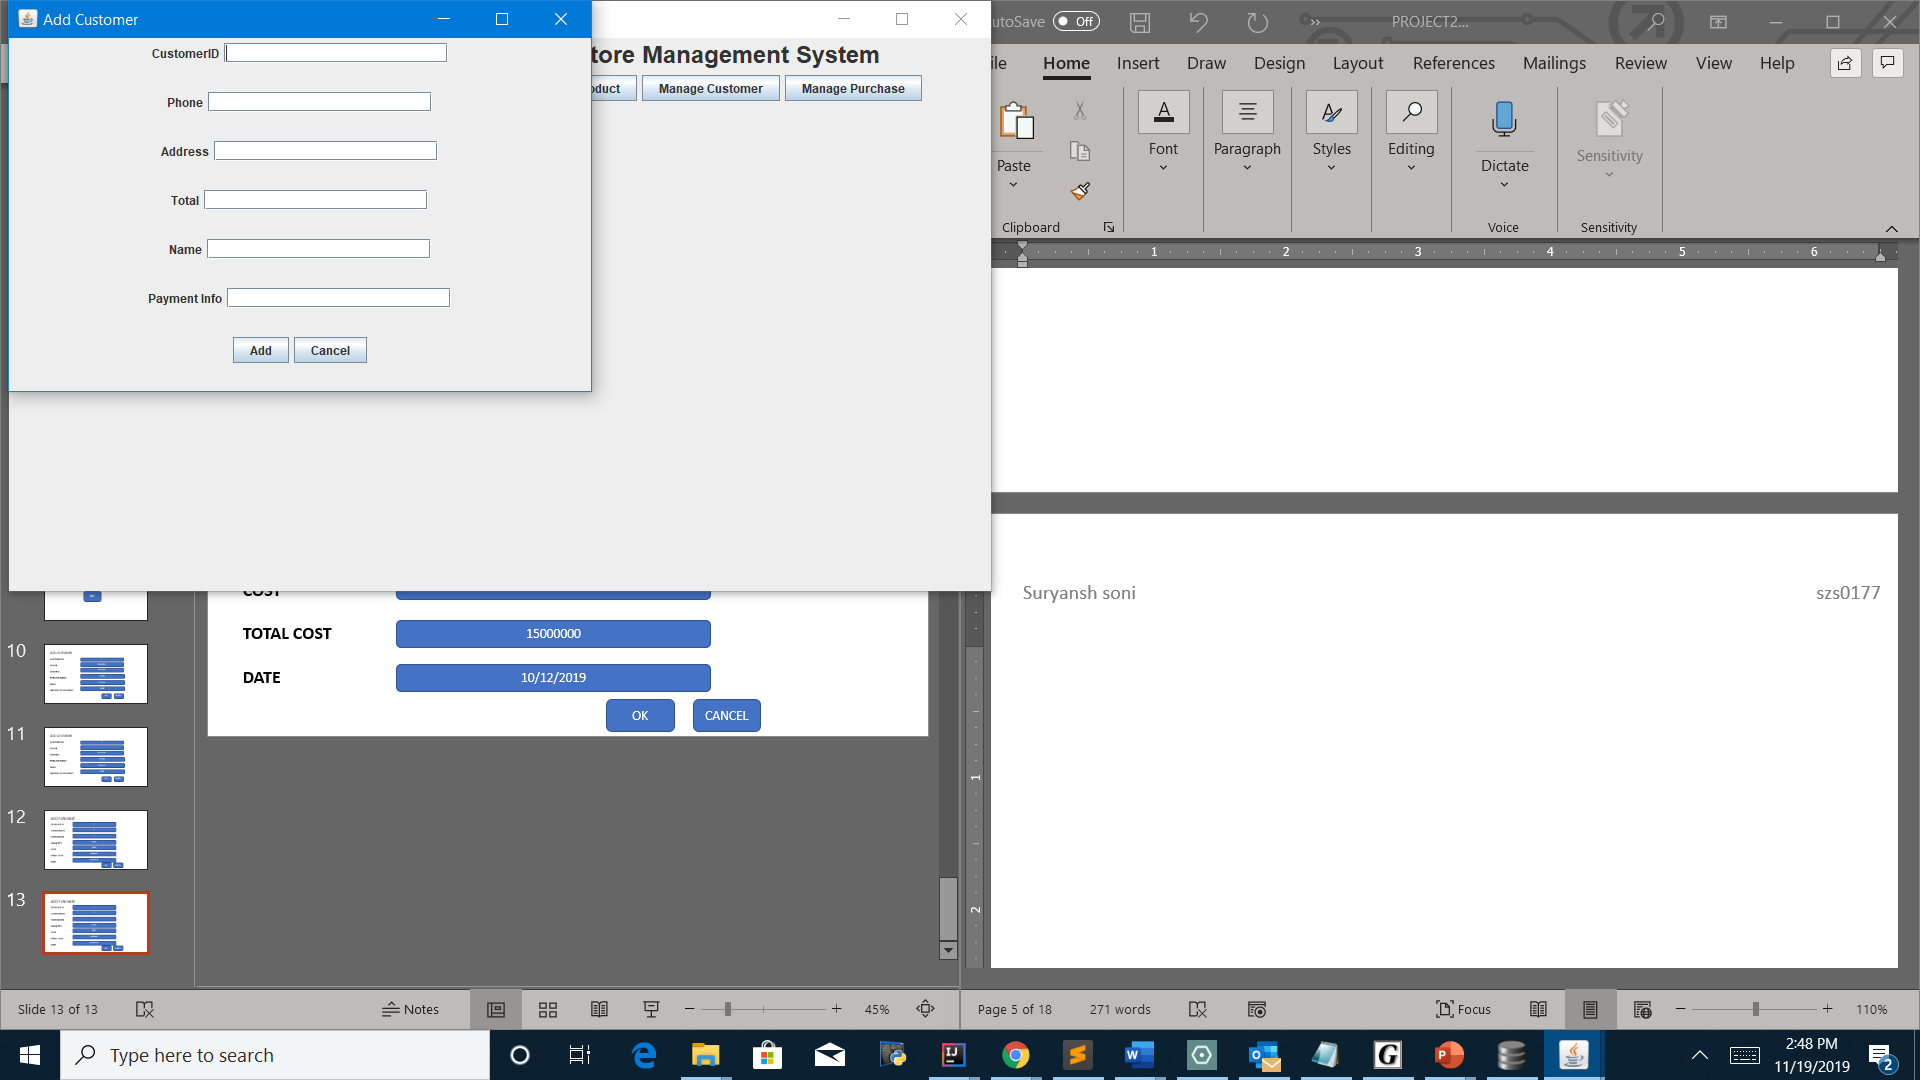 Add Customer
CustomerID
Phone
Address
Total
Name
Payment Info
Add Cancel
tore Management System
oduct Manage Customer Manage Purchase
utoSave Off PROJECT2...
ile Home Insert Draw Design Layout References Mailings Review View Help
Paste Font Paragraph Styles Editing Dictate Sensitivity
Clipboard Voice Sensitivity
1 2 3 4 5 6
Suryansh soni szs0177
1
2
COST
TOTAL COST 15000000
DATE 10/12/2019
OK CANCEL
10
11
12
13
Slide 13 of 13 Notes 45%
Page 5 of 18 271 words Focus 110%
Type here to search
2:48 PM
11/19/2019
2